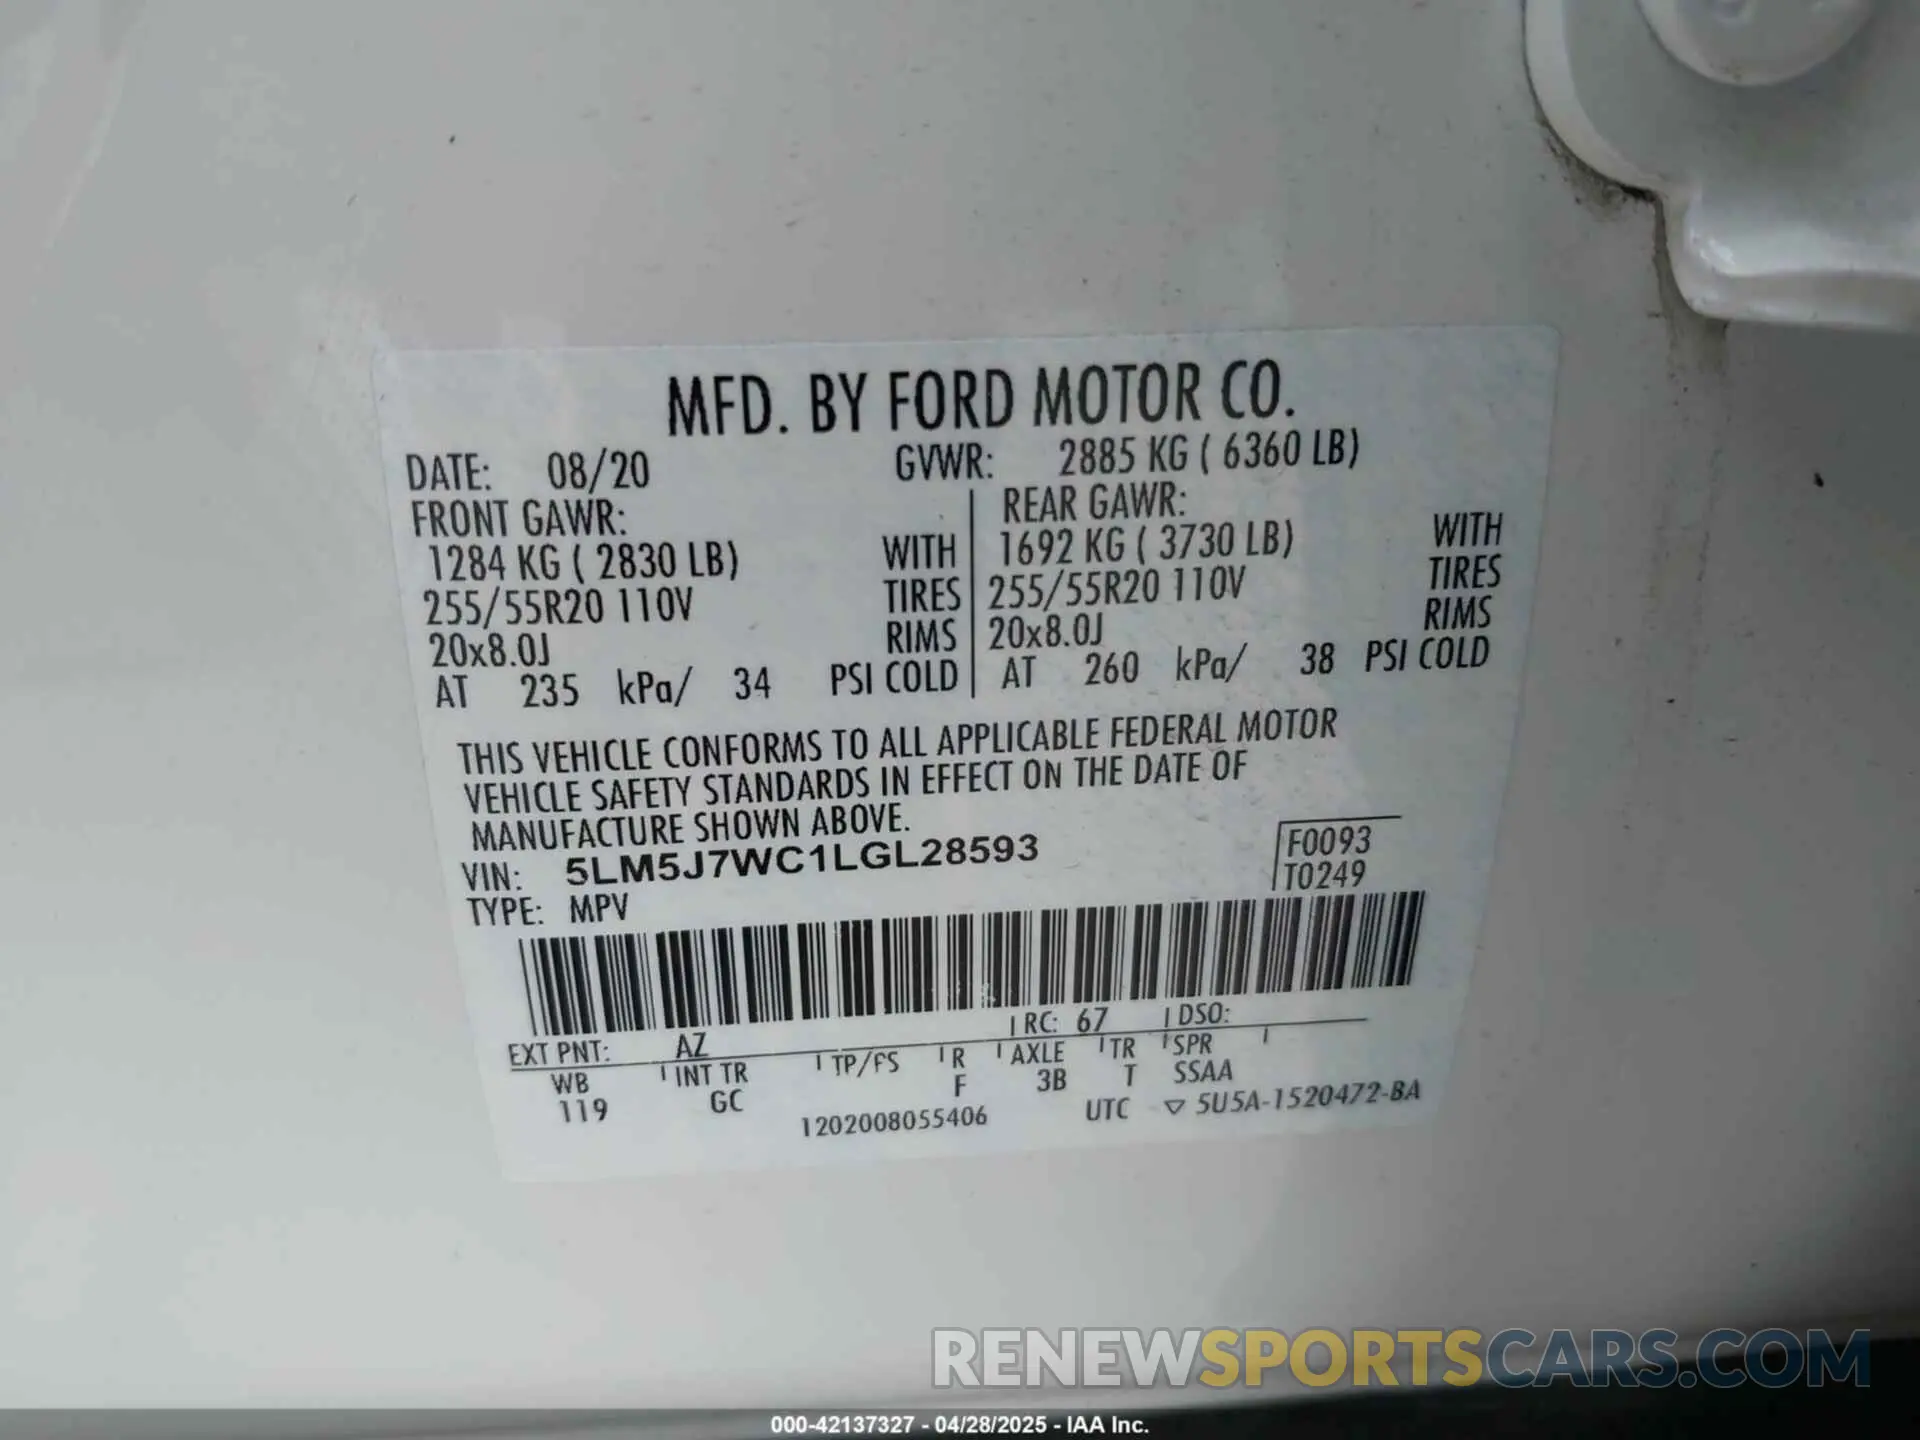 MFD. BY FORD MOTOR CO.
DATE: 08/20 GVWR: 2885 KG ( 6360 LB)
FRONT GAWR: REAR GAWR:
1284 KG ( 2830 LB) WITH 1692 KG ( 3730 LB) WITH
255/55R20 110V TIRES 255/55R20 110V TIRES
20x8.0J RIMS 20x8.0J RIMS
AT 235 kPa/ 34 PSI COLD AT 260 kPa/ 38 PSI COLD
THIS VEHICLE CONFORMS TO ALL APPLICABLE FEDERAL MOTOR
VEHICLE SAFETY STANDARDS IN EFFECT ON THE DATE OF
MANUFACTURE SHOWN ABOVE.
VIN: 5LM5J7WC1LGL28593 F0093
TYPE: MPV T0249
EXT PNT: AZ RC: 67 DSO:
WB INT TR TP/PS R AXLE TR SPR
119 GC F 3B T SSAA
1202008055406 UTC ▽ 5U5A-1520472-BA
RENEWSPORTSCARS.COM
000-42137327 - 04/28/2025 - IAA Inc.